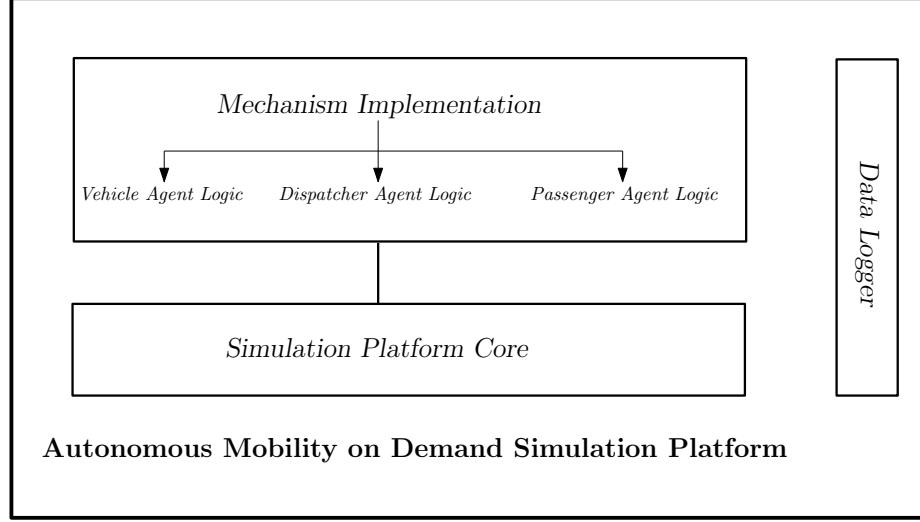 Mechanism Implementation
Vehicle Agent Logic
Dispatcher Agent Logic
Passenger Agent Logic
Data Logger
Simulation Platform Core
Autonomous Mobility on Demand Simulation Platform